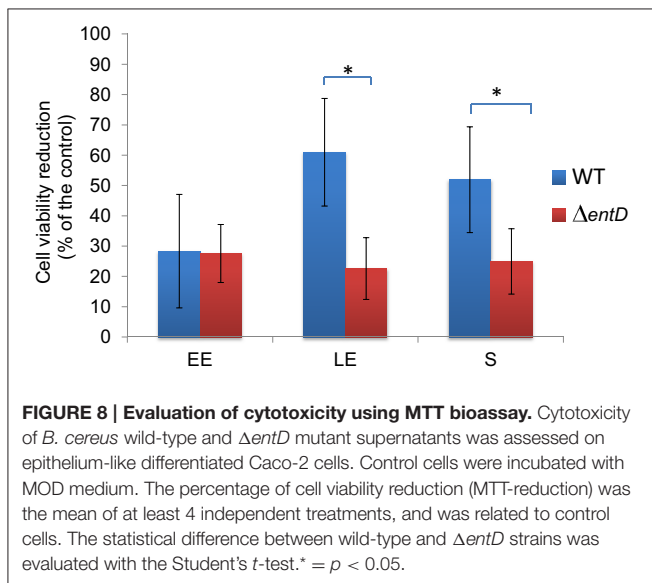 100
90
80
70
60
50
40
30
20
10
0
Cell viability reduction
(% of the control)
*
*
WT
ΔentD
EE
LE
S
FIGURE 8 | Evaluation of cytotoxicity using MTT bioassay. Cytotoxicity
of B. cereus wild-type and ΔentD mutant supernatants was assessed on
epithelium-like differentiated Caco-2 cells. Control cells were incubated with
MOD medium. The percentage of cell viability reduction (MTT-reduction) was
the mean of at least 4 independent treatments, and was related to control
cells. The statistical difference between wild-type and ΔentD strains was
evaluated with the Student's t-test.* = p < 0.05.